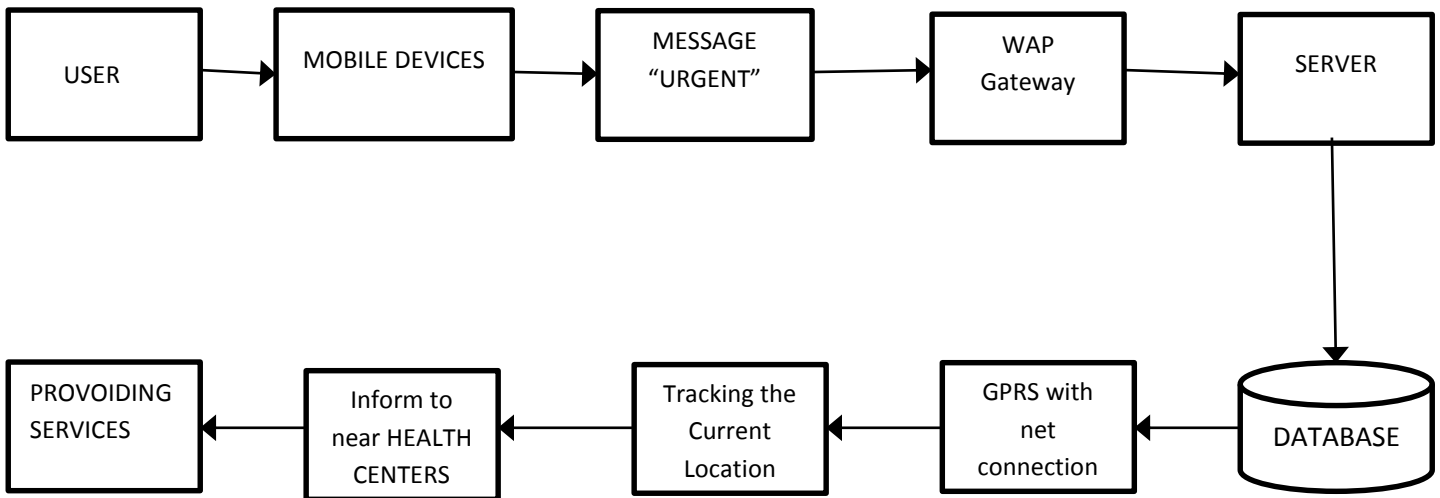 USER
MOBILE DEVICES
MESSAGE
“URGENT”
WAP
Gateway
SERVER
PROVOIDING
SERVICES
Inform to
near HEALTH
CENTERS
Tracking the
Current
Location
GPRS with
net
connection
DATABASE